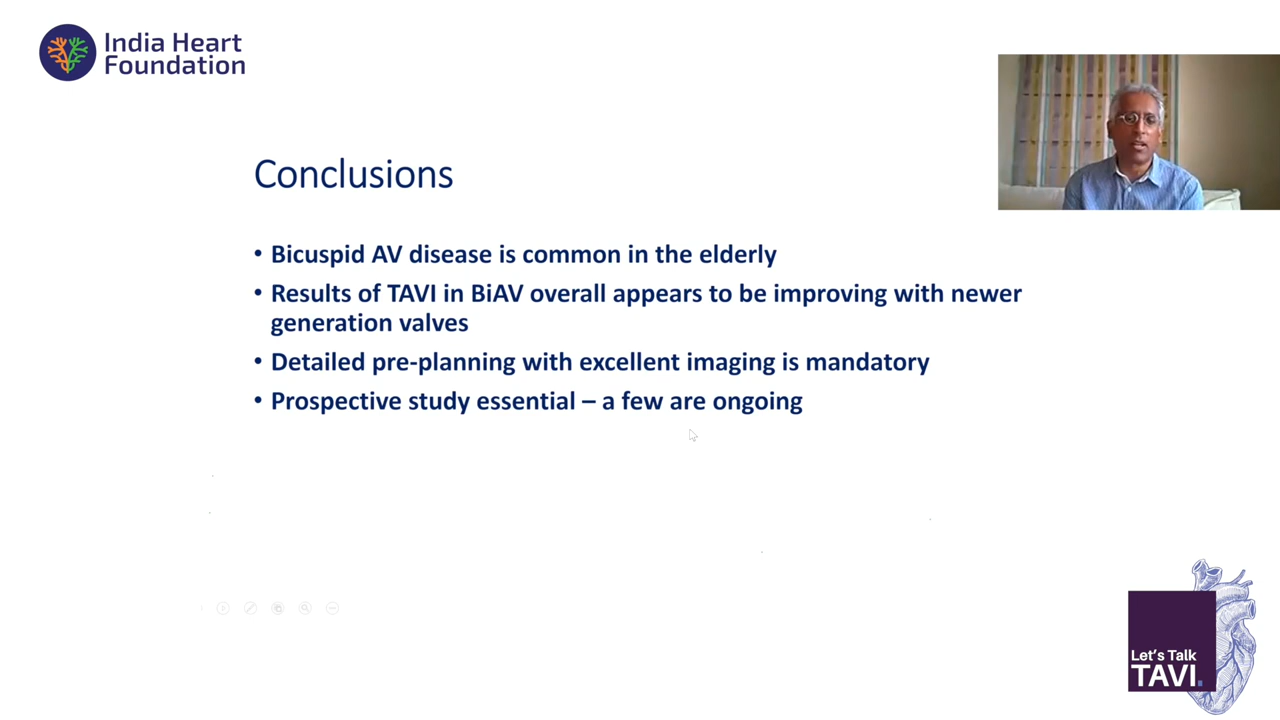 India Heart
Foundation
Conclusions
• Bicuspid AV disease is common in the elderly
• Results of TAVI in BiAV overall appears to be improving with newer
generation valves
• Detailed pre-planning with excellent imaging is mandatory
• Prospective study essential – a few are ongoing
Let's Talk
TAVI.